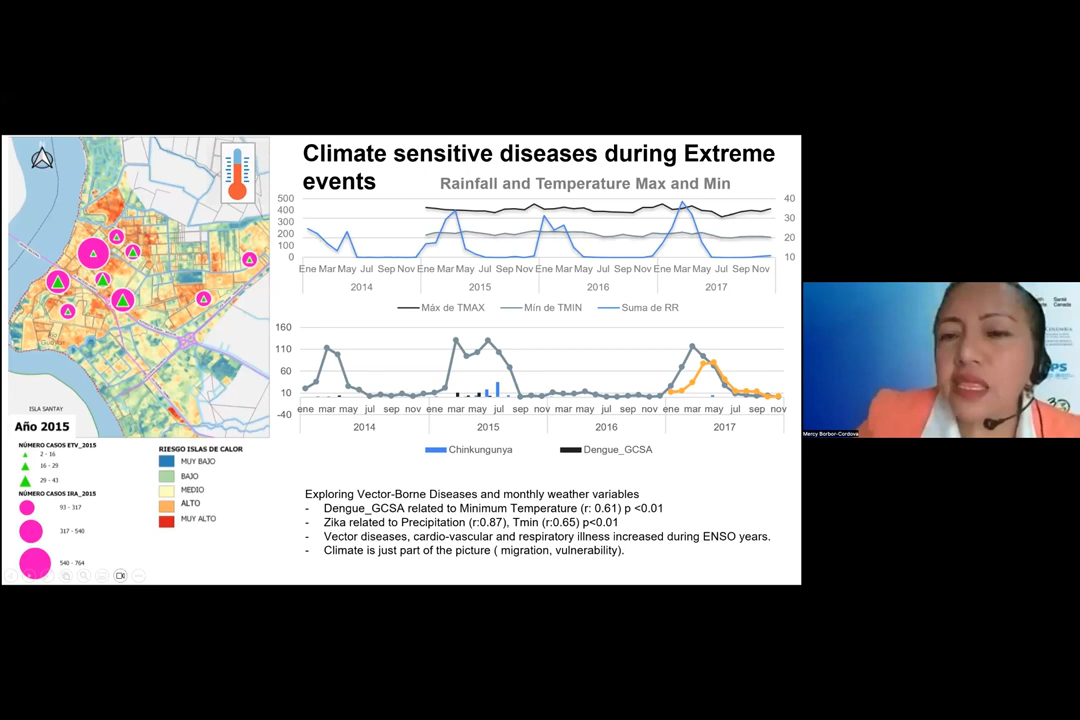 Climate sensitive diseases during Extreme
events
Rainfall and Temperature Max and Min
500
400
300
200
100
0
40
30
20
10
Ene Mar May Jul Sep Nov Ene Mar May Jul Sep Nov Ene Mar May Jul Sep Nov Ene Mar May Jul Sep Nov
2014 2015 2016 2017
Máx de TMAX Mín de TMIN Suma de RR
160
110
60
10
-40
ene mar may jul sep nov ene mar may jul sep nov ene mar may jul sep nov ene mar may jul sep nov
2014 2015 2016 2017
Chinkungunya Dengue_GCSA
Exploring Vector-Borne Diseases and monthly weather variables
- Dengue_GCSA related to Minimum Temperature (r: 0.61) p <0.01
- Zika related to Precipitation (r:0.87), Tmin (r:0.65) p<0.01
- Vector diseases, cardio-vascular and respiratory illness increased during ENSO years.
- Climate is just part of the picture ( migration, vulnerability).
ISLA SANTAY
Año 2015
NÚMERO CASOS ETV_2015
2 - 16
16 - 29
29 - 43
NÚMERO CASOS IRA_2015
93 - 317
317 - 540
540 - 764
RIESGO ISLAS DE CALOR
MUY BAJO
BAJO
MEDIO
ALTO
MUY ALTO
Santé
Canada
Mercy Borbor-Cordova